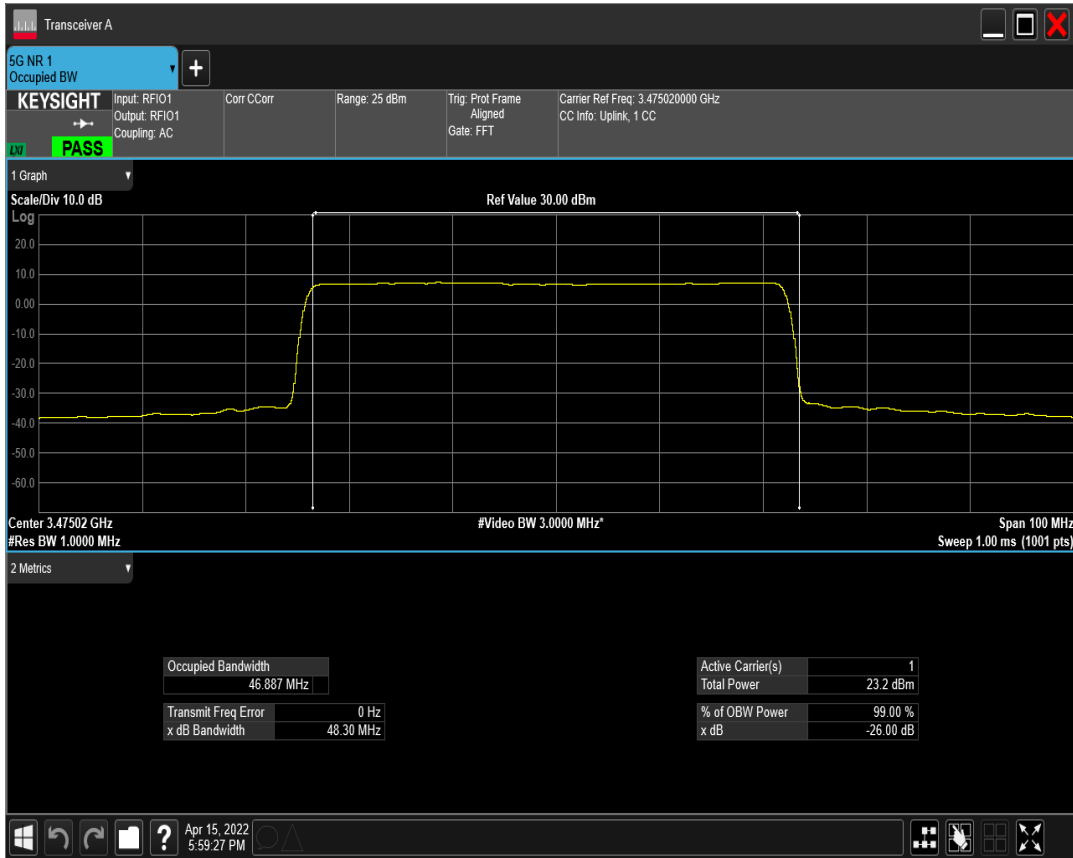 Transceiver A
5G NR 1
Occupied BW
+
KEYSIGHT
LXI
PASS
Input: RFIO1
Output: RFIO1
Coupling: AC
Corr CCorr
Range: 25 dBm
Trig: Prot Frame
Aligned
Gate: FFT
Carrier Ref Freq: 3.475020000 GHz
CC Info: Uplink, 1 CC
1 Graph
Scale/Div 10.0 dB
Ref Value 30.00 dBm
Log
20.0
10.0
0.00
-10.0
-20.0
-30.0
-40.0
-50.0
-60.0
Center 3.47502 GHz
#Video BW 3.0000 MHz*
Span 100 MHz
#Res BW 1.0000 MHz
Sweep 1.00 ms (1001 pts)
2 Metrics
Occupied Bandwidth
46.887 MHz
Transmit Freq Error 0 Hz
x dB Bandwidth 48.30 MHz
Active Carrier(s) 1
Total Power 23.2 dBm
% of OBW Power 99.00 %
x dB -26.00 dB
?
Apr 15, 2022
5:59:27 PM